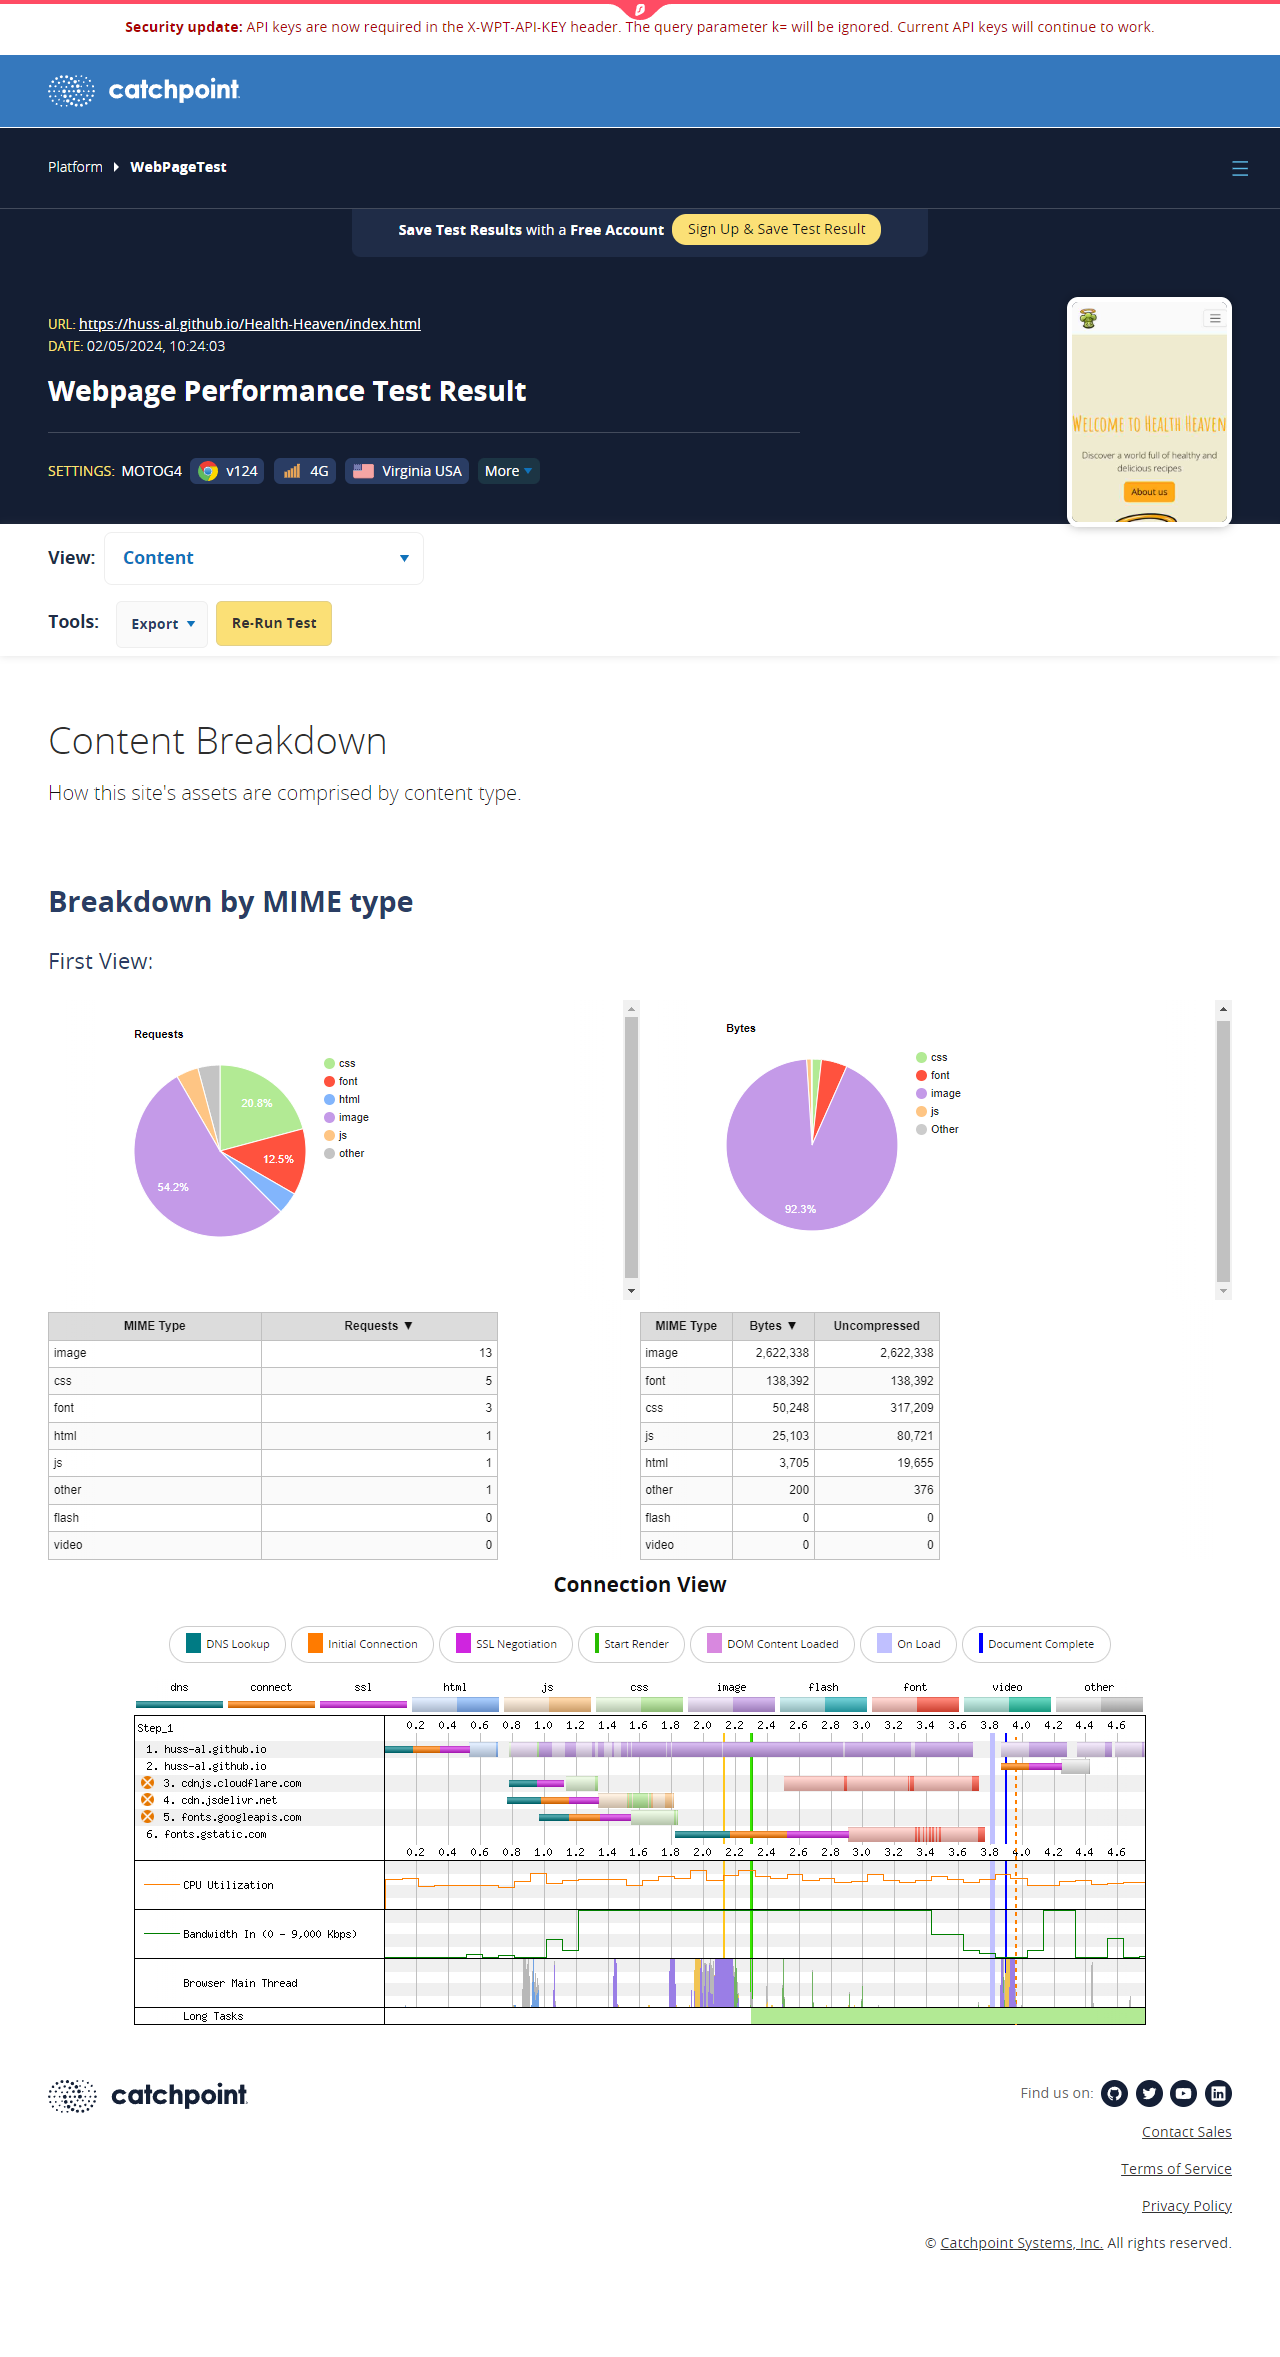 Security update: API keys are now required in the X-WPT-API-KEY header. The query parameter k= will be ignored. Current API keys will continue to work.
catchpoint
Platform WebPageTest
Save Test Results with a Free Account Sign Up & Save Test Result
URL: https://huss-al.github.io/Health-Heaven/index.html
DATE: 02/05/2024, 10:24:03
Webpage Performance Test Result
SETTINGS: MOTOG4 v124 4G Virginia USA More
Welcome to Health Heaven
Discover a world full of healthy and
delicious recipes
About us
View: Content
Tools: Export Re-Run Test
Content Breakdown
How this site's assets are comprised by content type.
Breakdown by MIME type
First View:
Requests
20.8%
12.5%
54.2%
css
font
html
image
js
other
Bytes
92.3%
css
font
image
js
Other
MIME Type Requests ▼
image 13
css 5
font 3
html 1
js 1
other 1
flash 0
video 0
MIME Type Bytes ▼ Uncompressed
image 2,622,338 2,622,338
font 138,392 138,392
css 50,248 317,209
js 25,103 80,721
html 3,705 19,655
other 200 376
flash 0 0
video 0 0
Connection View
DNS Lookup Initial Connection SSL Negotiation Start Render DOM Content Loaded On Load Document Complete
dns connect ssl html js css image flash font video other
Step_1 0.2 0.4 0.6 0.8 1.0 1.2 1.4 1.6 1.8 2.0 2.2 2.4 2.6 2.8 3.0 3.2 3.4 3.6 3.8 4.0 4.2 4.4 4.6
1. huss-al.github.io
2. huss-al.github.io
3. cdnjs.cloudflare.com
4. cdn.jsdelivr.net
5. fonts.googleapis.com
6. fonts.gstatic.com
0.2 0.4 0.6 0.8 1.0 1.2 1.4 1.6 1.8 2.0 2.2 2.4 2.6 2.8 3.0 3.2 3.4 3.6 3.8 4.0 4.2 4.4 4.6
CPU Utilization
Bandwidth In (0 - 9,000 Kbps)
Browser Main Thread
Long Tasks
catchpoint
Find us on:
Contact Sales
Terms of Service
Privacy Policy
© Catchpoint Systems, Inc. All rights reserved.